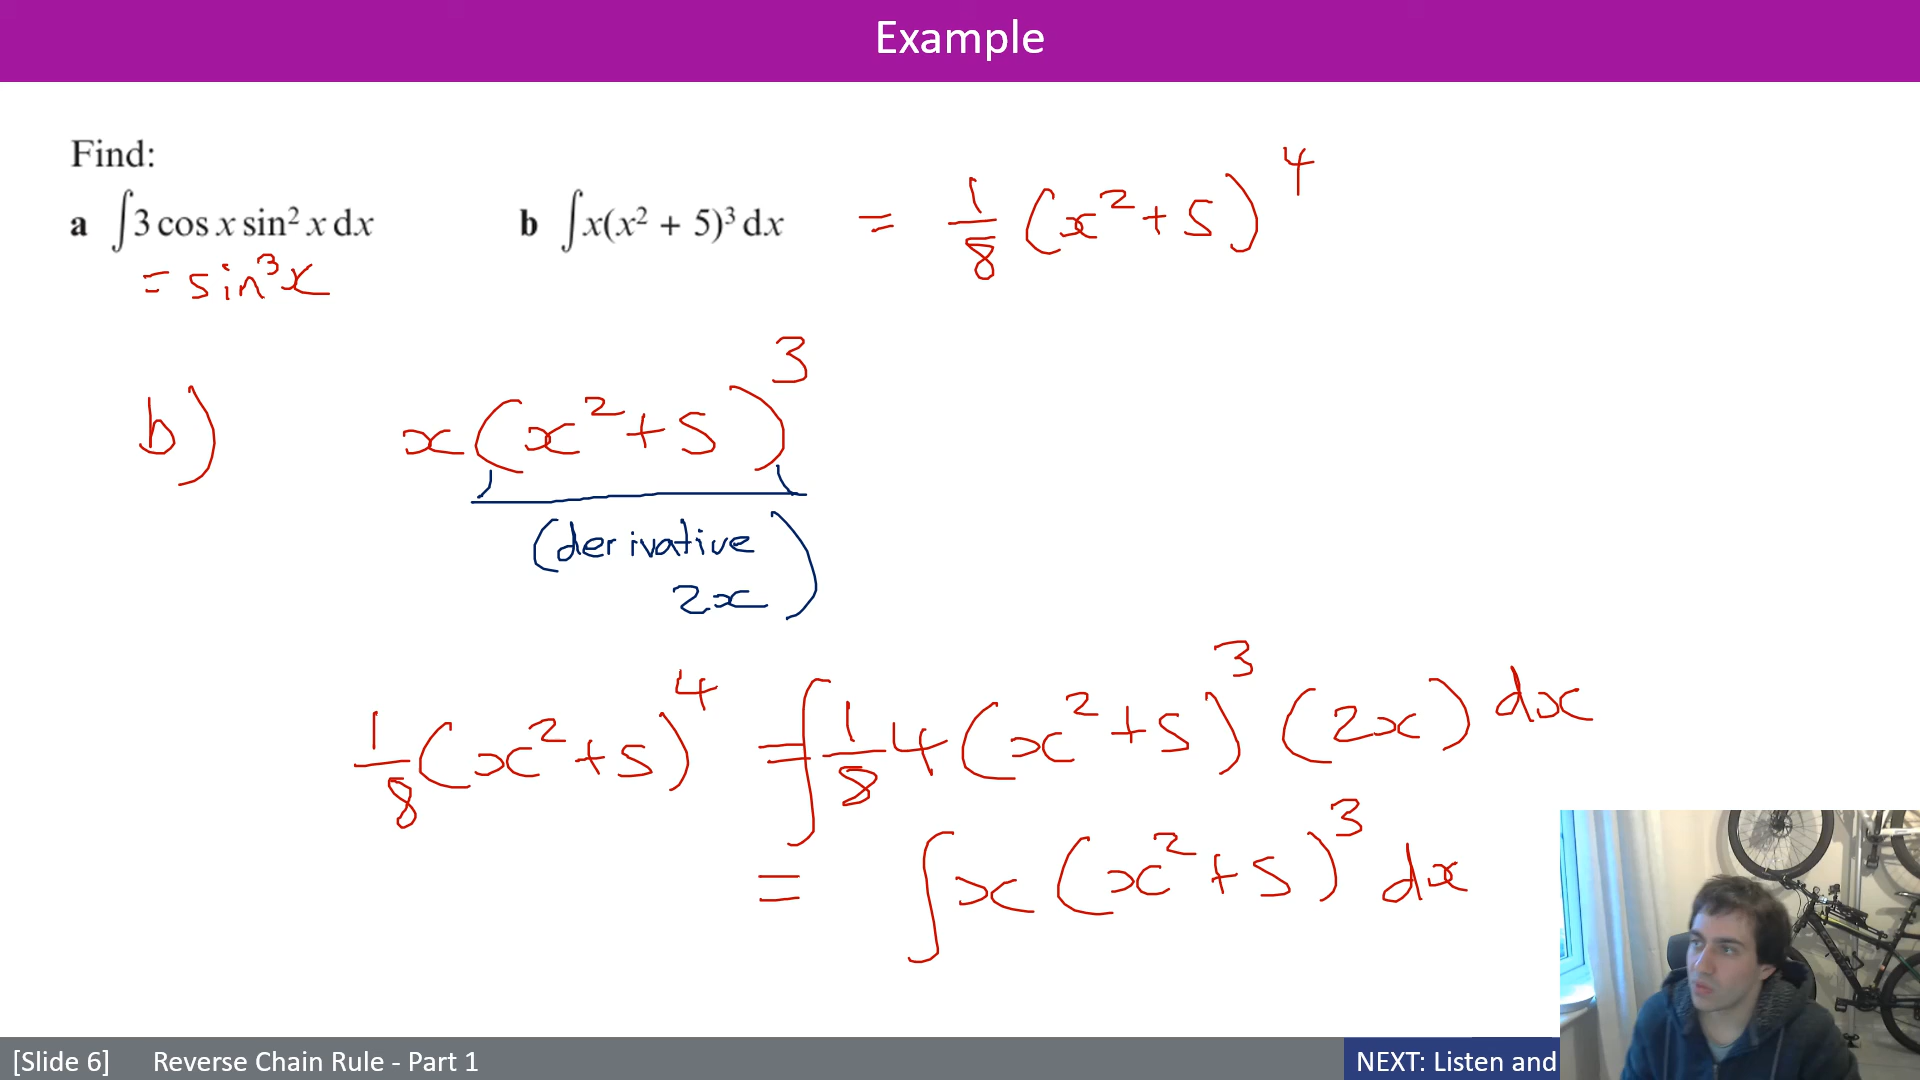 Example
Find:
a ∫3 cos x sin² x dx b ∫x(x² + 5)³ dx = 1/8 (x² + 5)⁴
= sin³x
b) x(x² + 5)³
(derivative
2x)
1/8 (x² + 5)⁴ = ∫ 1/8 4 (x² + 5)³ (2x) dx
= ∫ x (x² + 5)³ dx
[Slide 6] Reverse Chain Rule - Part 1 NEXT: Listen and